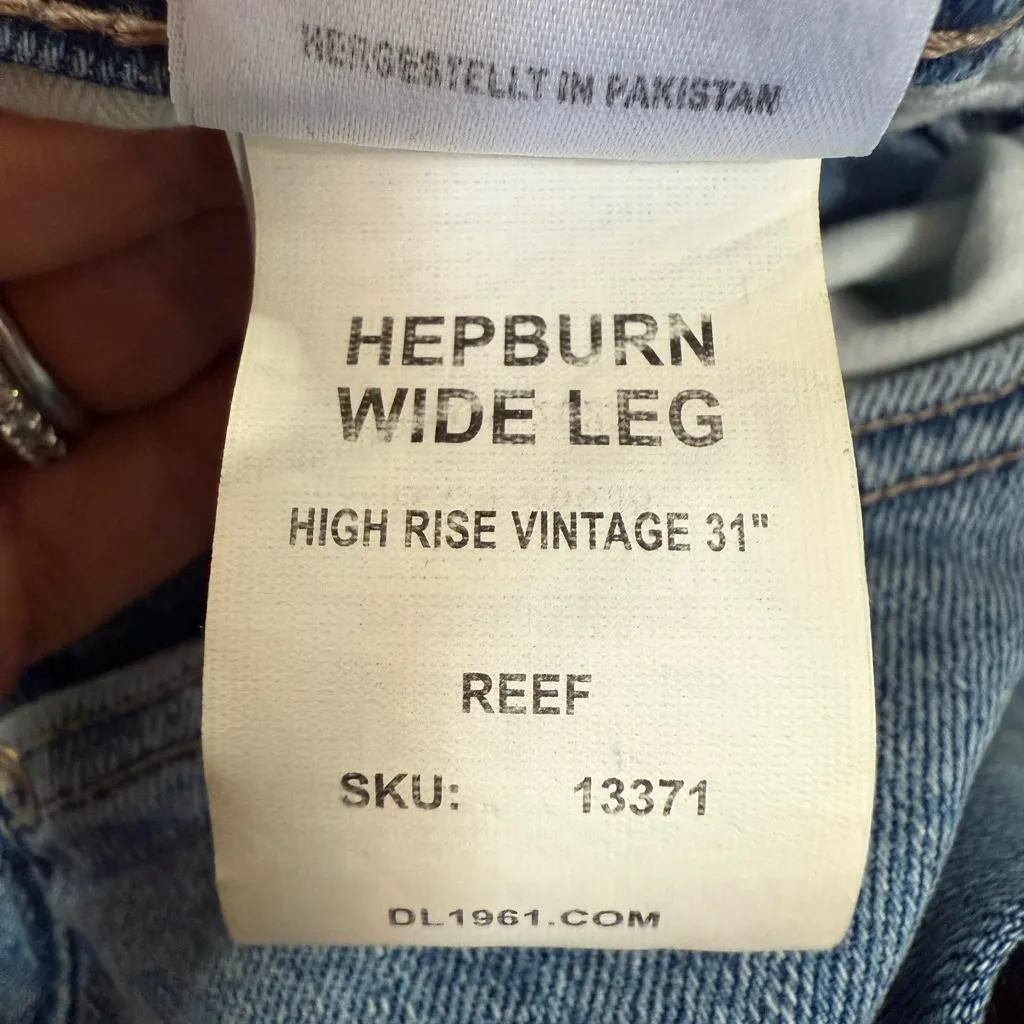 HERGESTELLT IN PAKISTAN
HEPBURN
WIDE LEG
HIGH RISE VINTAGE 31"
REEF
SKU: 13371
DL1961.COM